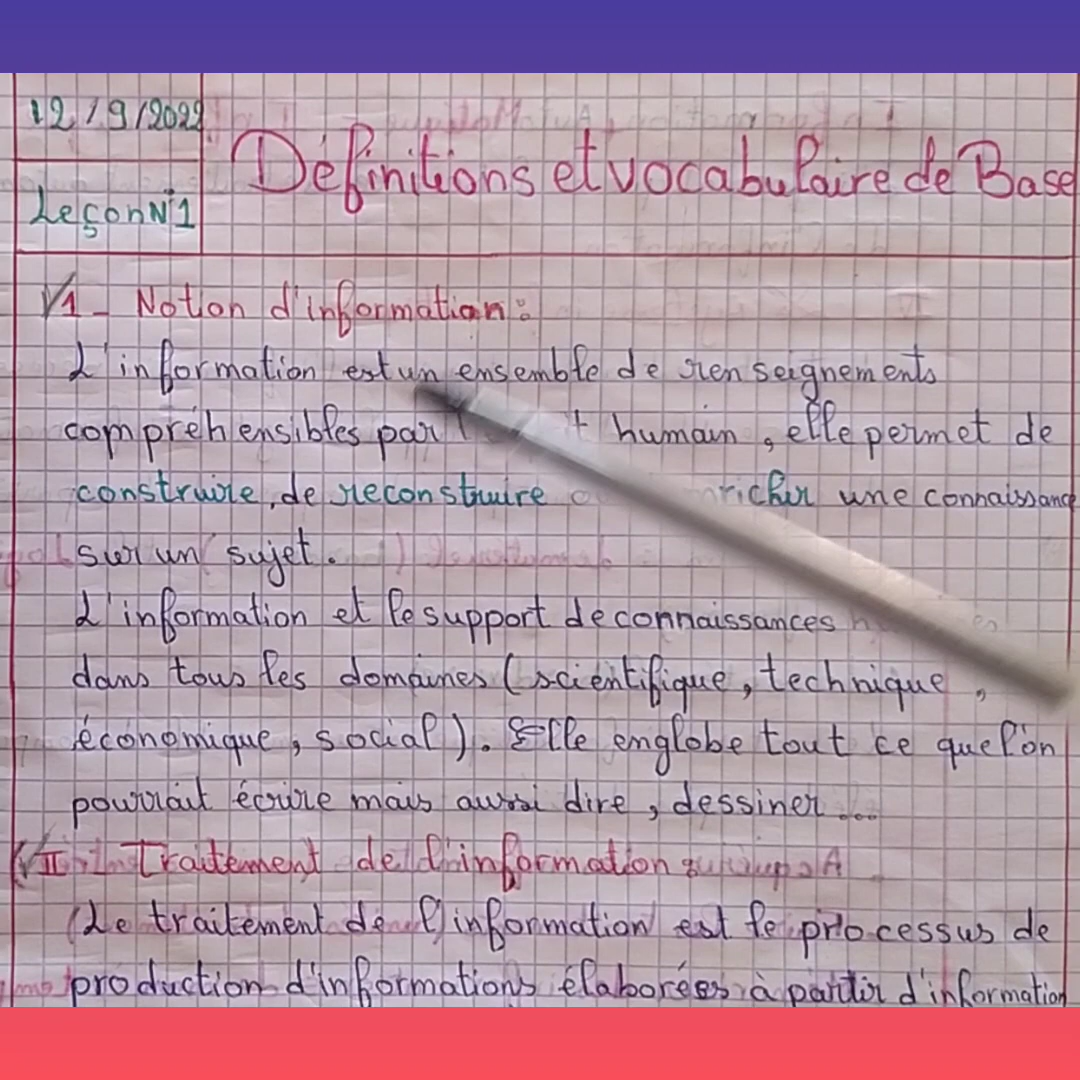 12/9/2022
Leçon N°1
Définitions et vocabulaire de Base
1 - Notion d'information :
L'information est un ensemble de renseignements
compréhensibles par humain, elle permet de
construire, de reconstruire une connaissance
sur un sujet.
L'information et le support de connaissances
dans tous les domaines (scientifique, technique,
économique, social). Elle englobe tout ce que l'on
pourrait écrire mais aussi dire, dessiner...
II - Traitement de l'information
Le traitement de l'information est le processus de
production d'informations élaborées à partir d'information